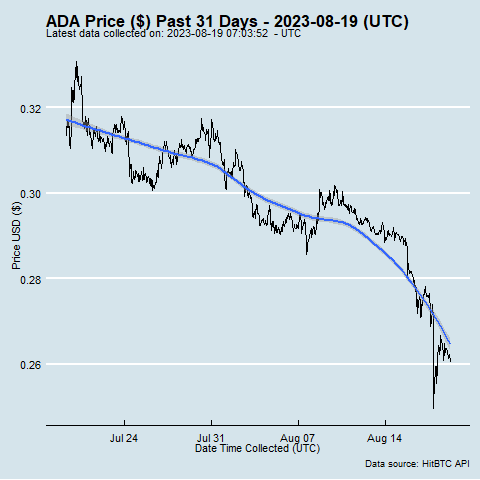 ADA Price ($) Past 31 Days - 2023-08-19 (UTC)
Latest data collected on: 2023-08-19 07:03:52 - UTC
0.32
0.30
0.28
0.26
Price USD ($)
Jul 24 Jul 31 Aug 07 Aug 14
Date Time Collected (UTC)
Data source: HitBTC API